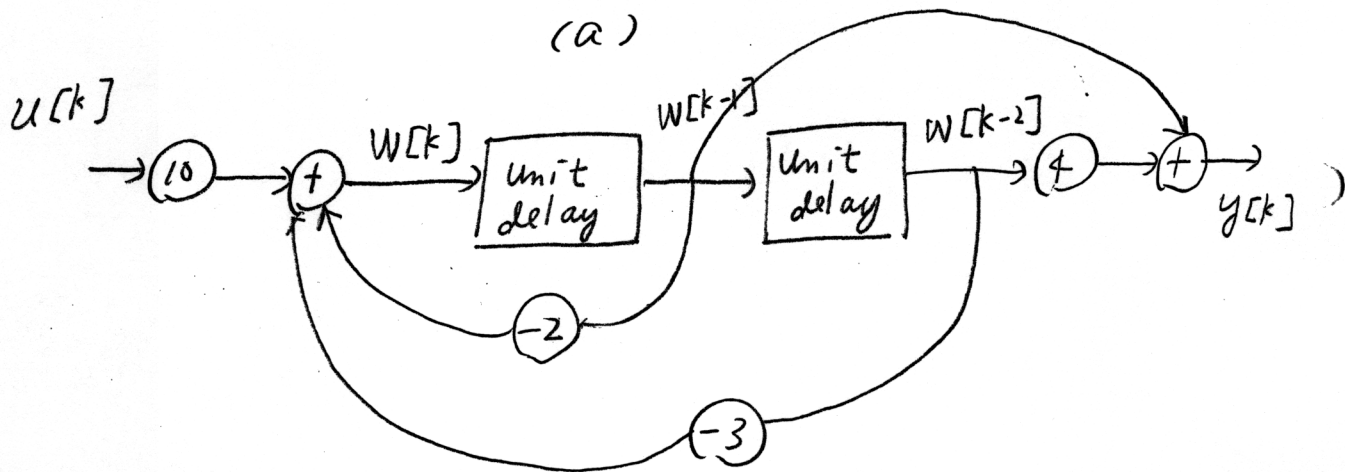 (a)
u[k]
10
+
W[k]
Unit
delay
W[k-1]
Unit
delay
W[k-2]
4
+
y[k]
)
-2
-3